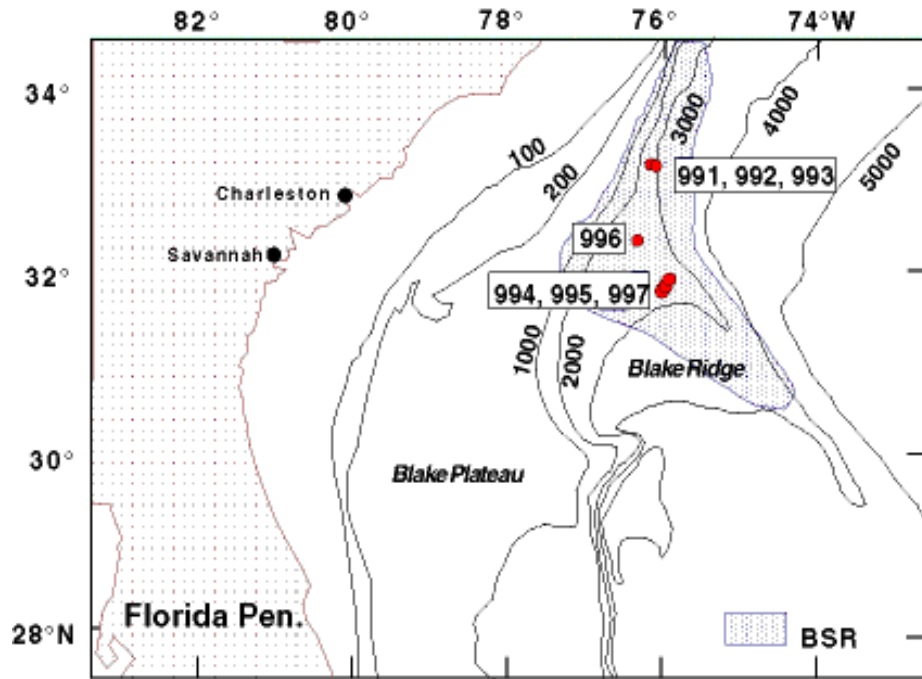 82° 80° 78° 76° 74°W
34°
3000
4000
100
991, 992, 993
5000
200
Charleston
996
Savannah
32°
994, 995, 997
1000
2000
Blake Ridge
30°
Blake Plateau
Florida Pen.
28°N
BSR